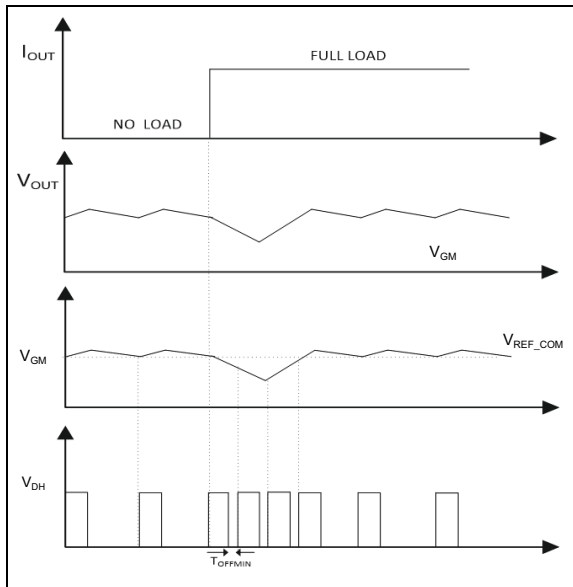 IOUT
FULL LOAD
NO LOAD
VOUT
VGM
VGM
VREF_COM
VDH
TOFFMIN